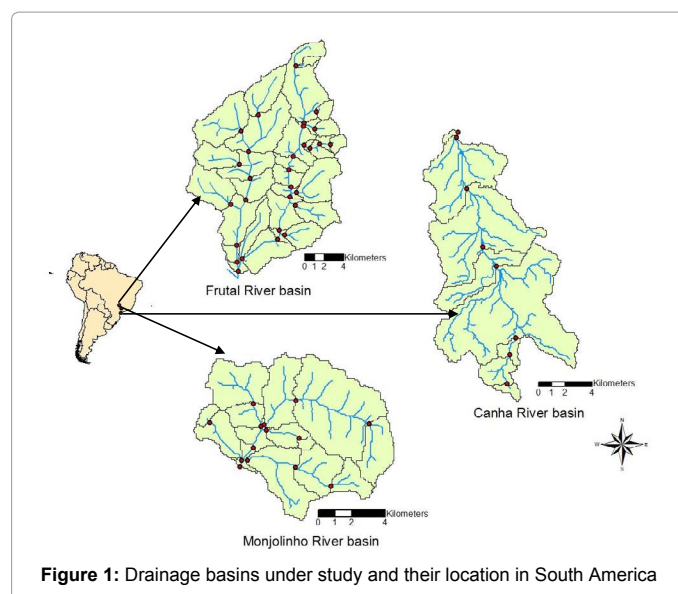 Kilometers
0 1 2 4
Frutal River basin
Kilometers
0 1 2 4
Canha River basin
N
W E
S
Kilometers
0 1 2 4
Monjolinho River basin
Figure 1: Drainage basins under study and their location in South America